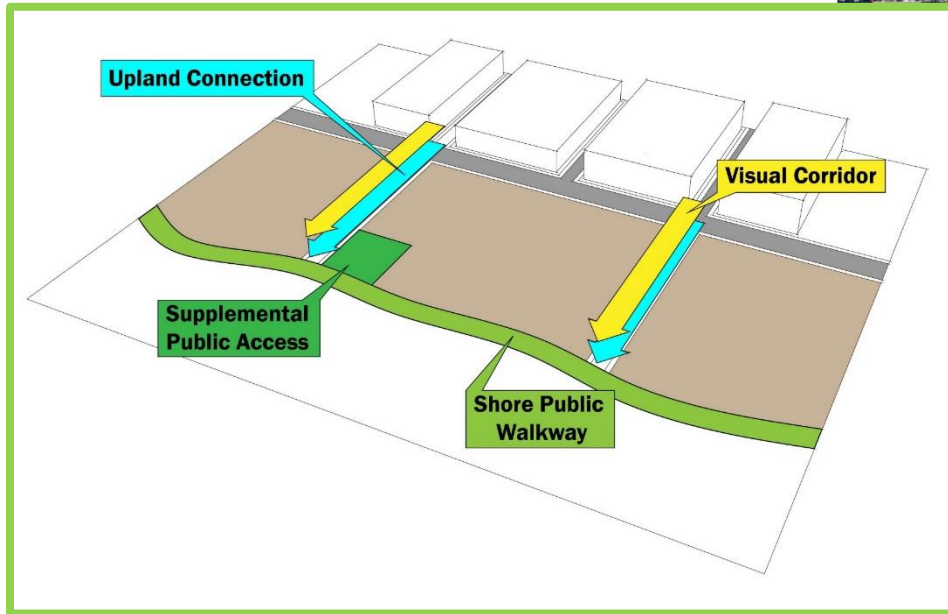 Upland Connection
Visual Corridor
Supplemental
Public Access
Shore Public
Walkway